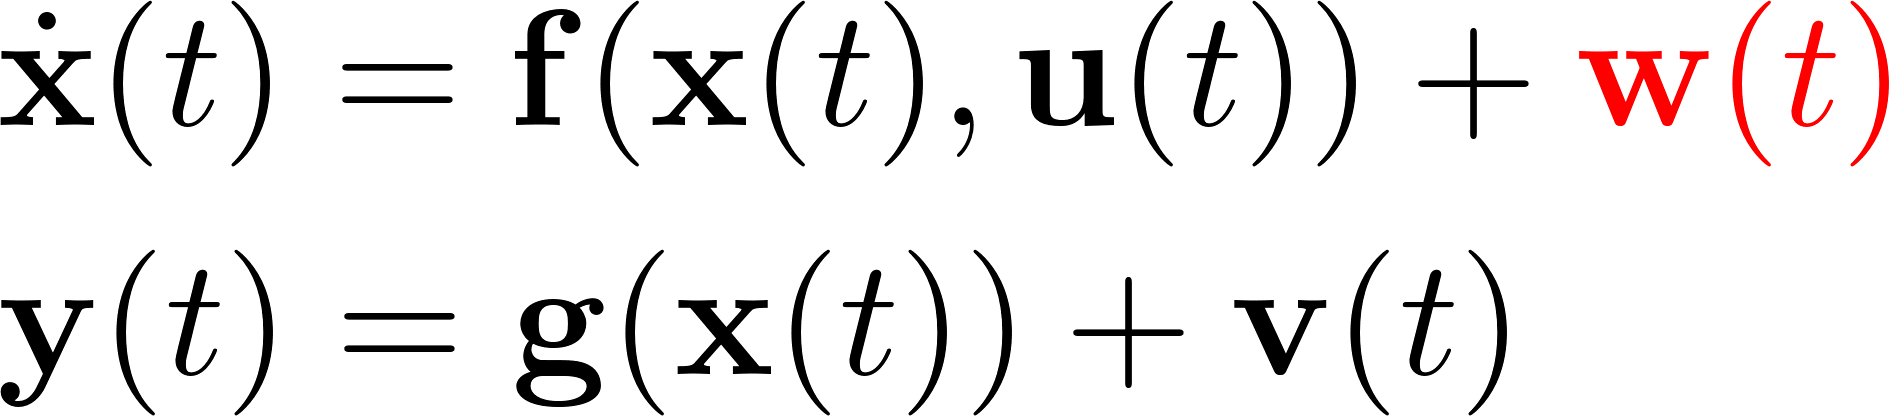 ẋ(t) = f(x(t), u(t)) + w(t)
y(t) = g(x(t)) + v(t)